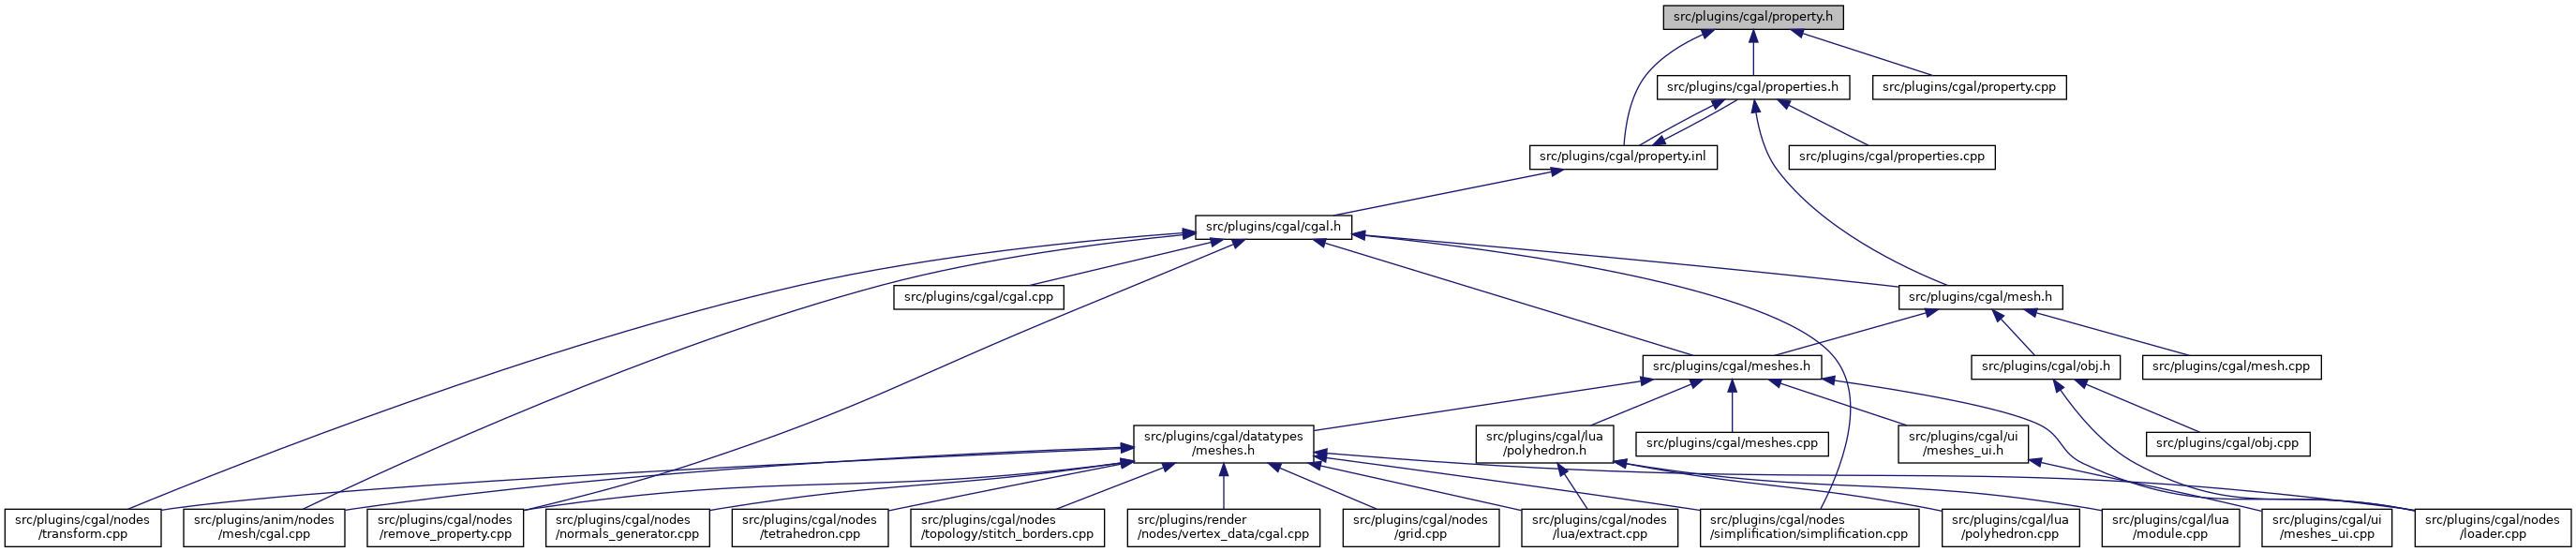 src/plugins/cgal/property.h
src/plugins/cgal/properties.h
src/plugins/cgal/property.cpp
src/plugins/cgal/property.inl
src/plugins/cgal/properties.cpp
src/plugins/cgal/cgal.h
src/plugins/cgal/cgal.cpp
src/plugins/cgal/mesh.h
src/plugins/cgal/meshes.h
src/plugins/cgal/obj.h
src/plugins/cgal/mesh.cpp
src/plugins/cgal/datatypes
/meshes.h
src/plugins/cgal/lua
/polyhedron.h
src/plugins/cgal/meshes.cpp
src/plugins/cgal/ui
/meshes_ui.h
src/plugins/cgal/obj.cpp
src/plugins/cgal/nodes
/transform.cpp
src/plugins/anim/nodes
/mesh/cgal.cpp
src/plugins/cgal/nodes
/remove_property.cpp
src/plugins/cgal/nodes
/normals_generator.cpp
src/plugins/cgal/nodes
/tetrahedron.cpp
src/plugins/cgal/nodes
/topology/stitch_borders.cpp
src/plugins/render
/nodes/vertex_data/cgal.cpp
src/plugins/cgal/nodes
/grid.cpp
src/plugins/cgal/nodes
/lua/extract.cpp
src/plugins/cgal/nodes
/simplification/simplification.cpp
src/plugins/cgal/lua
/polyhedron.cpp
src/plugins/cgal/lua
/module.cpp
src/plugins/cgal/ui
/meshes_ui.cpp
src/plugins/cgal/nodes
/loader.cpp